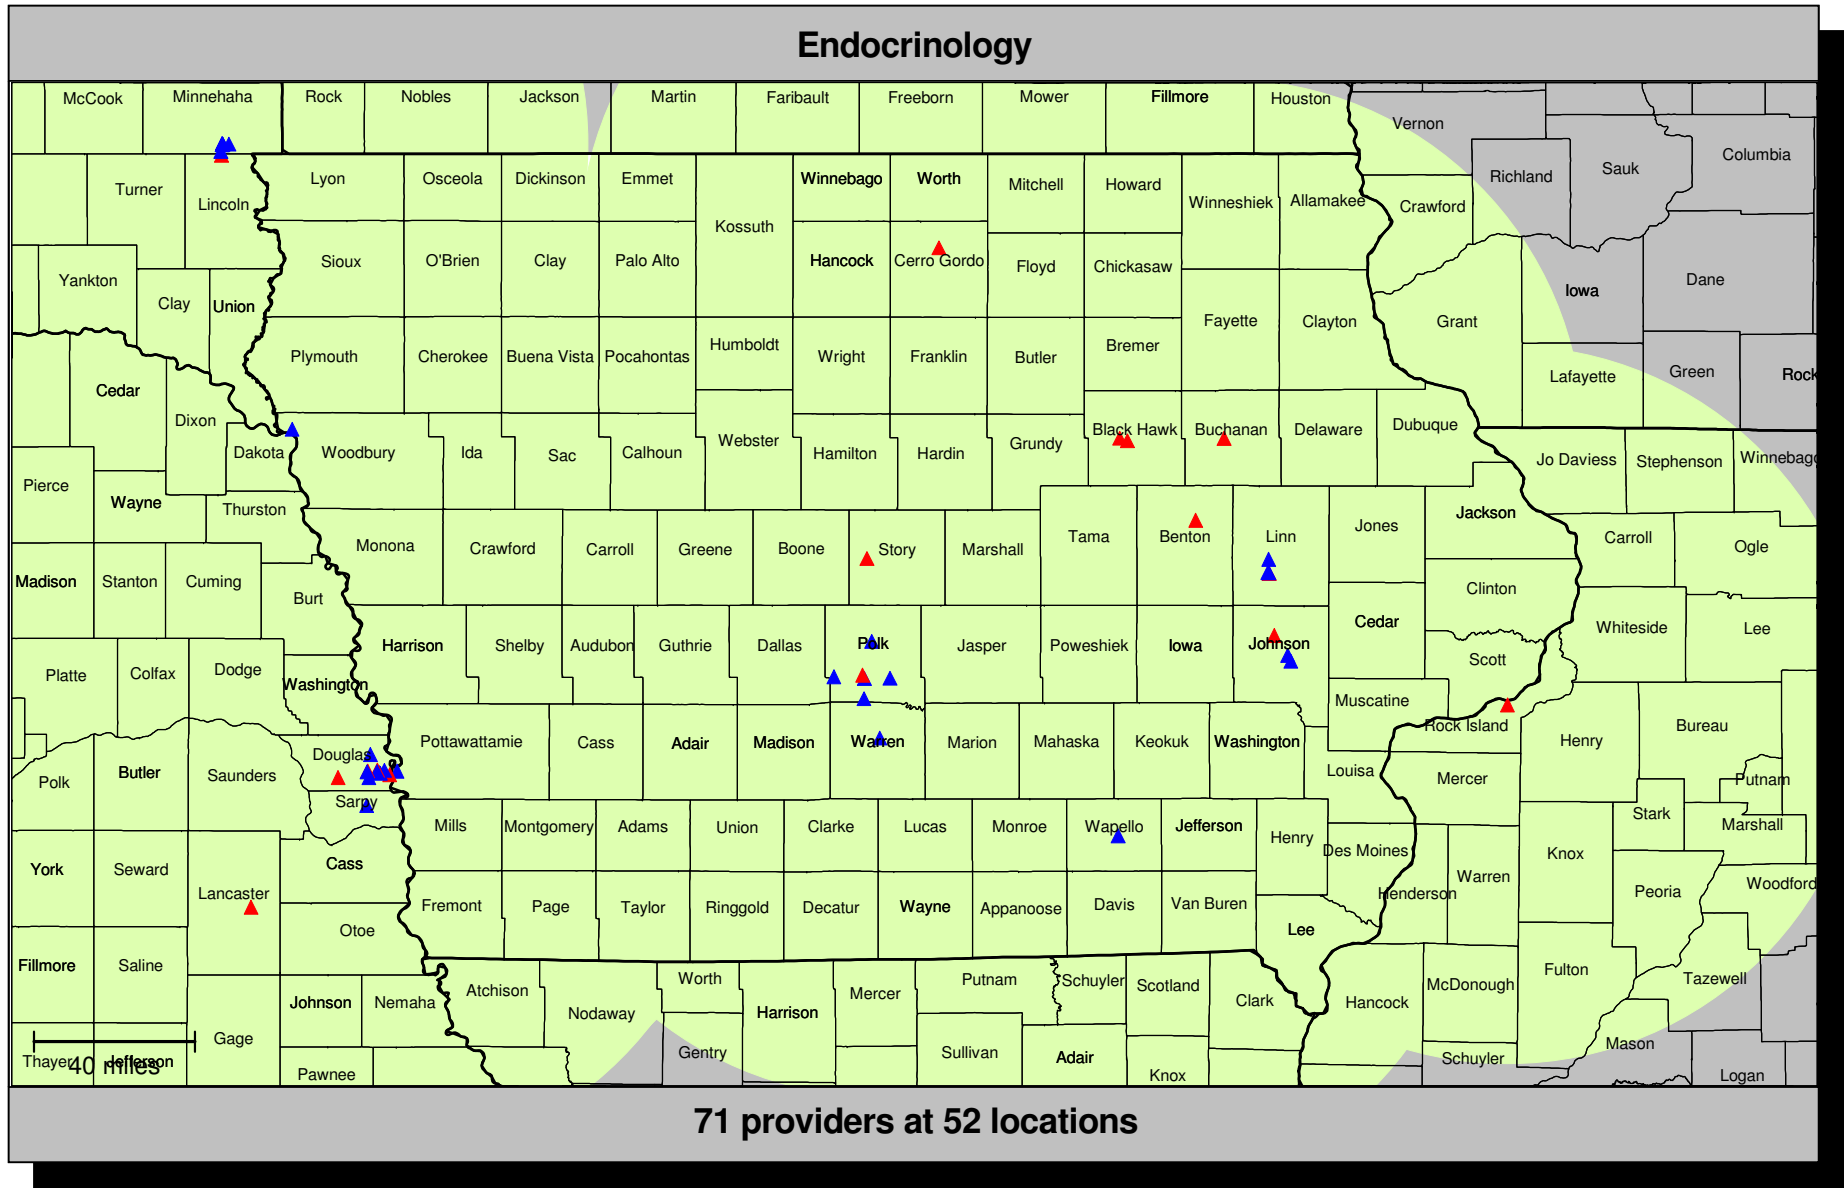 Endocrinology
McCook Minnehaha Rock Nobles Jackson Martin Faribault Freeborn Mower Fillmore Houston
Vernon
Turner Lincoln Lyon Osceola Dickinson Emmet Kossuth Winnebago Worth Mitchell Howard Winneshiek Allamakee Crawford Richland Sauk Columbia
Yankton Clay Union Sioux O'Brien Clay Palo Alto Hancock Cerro Gordo Floyd Chickasaw Iowa Dane
Cedar Dixon Plymouth Cherokee Buena Vista Pocahontas Humboldt Wright Franklin Butler Bremer Fayette Clayton Grant Lafayette Green Rock
Pierce Dakota Woodbury Ida Sac Calhoun Webster Hamilton Hardin Grundy Black Hawk Buchanan Delaware Dubuque Jo Daviess Stephenson Winnebago
Wayne Thurston Monona Crawford Carroll Greene Boone Story Marshall Tama Benton Linn Jones Jackson Carroll Ogle
Madison Stanton Cuming Burt Clinton
Harrison Shelby Audubon Guthrie Dallas Polk Jasper Poweshiek Iowa Johnson Cedar Scott Whiteside Lee
Platte Colfax Dodge Washington Muscatine Rock Island Henry Bureau
Polk Butler Saunders Douglas Sarpy Pottawattamie Cass Adair Madison Warren Marion Mahaska Keokuk Washington Louisa Mercer Putnam
Mills Montgomery Adams Union Clarke Lucas Monroe Wapello Jefferson Henry Des Moines Stark Marshall
York Seward Lancaster Cass Henderson Warren Knox Peoria Woodford
Otoe Fremont Page Taylor Ringgold Decatur Wayne Appanoose Davis Van Buren Lee
Fillmore Saline Johnson Nemaha Atchison Nodaway Worth Harrison Mercer Putnam Schuyler Scotland Clark Hancock McDonough Fulton Tazewell
Gage Gentry Sullivan Adair Schuyler Mason
Thayer Jefferson Pawnee Knox Logan
40 miles
71 providers at 52 locations